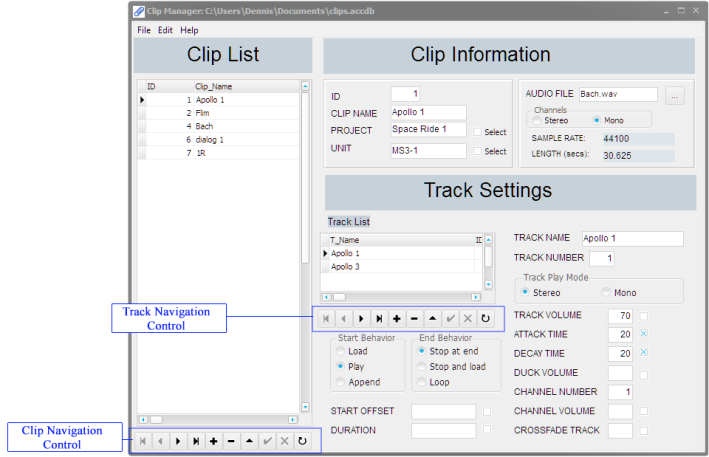 Clip Manager: C:\Users\Dennis\Documents\clips.accdb
File Edit Help
Clip List
ID Clip_Name
1 Apollo 1
2 Flim
4 Bach
6 dialog 1
7 1R
Clip Information
ID 1
CLIP NAME Apollo 1
PROJECT Space Ride 1 Select
UNIT MS3-1 Select
AUDIO FILE Bach.wav ...
Channels
Stereo Mono
SAMPLE RATE: 44100
LENGTH (secs): 30.625
Track Settings
Track List
T_Name ID
Apollo 1
Apollo 3
Start Behavior
Load
Play
Append
End Behavior
Stop at end
Stop and load
Loop
START OFFSET
DURATION
TRACK NAME Apollo 1
TRACK NUMBER 1
Track Play Mode
Stereo Mono
TRACK VOLUME 70
ATTACK TIME 20
DECAY TIME 20
DUCK VOLUME
CHANNEL NUMBER 1
CHANNEL VOLUME
CROSSFADE TRACK
Track Navigation
Control
Clip Navigation
Control